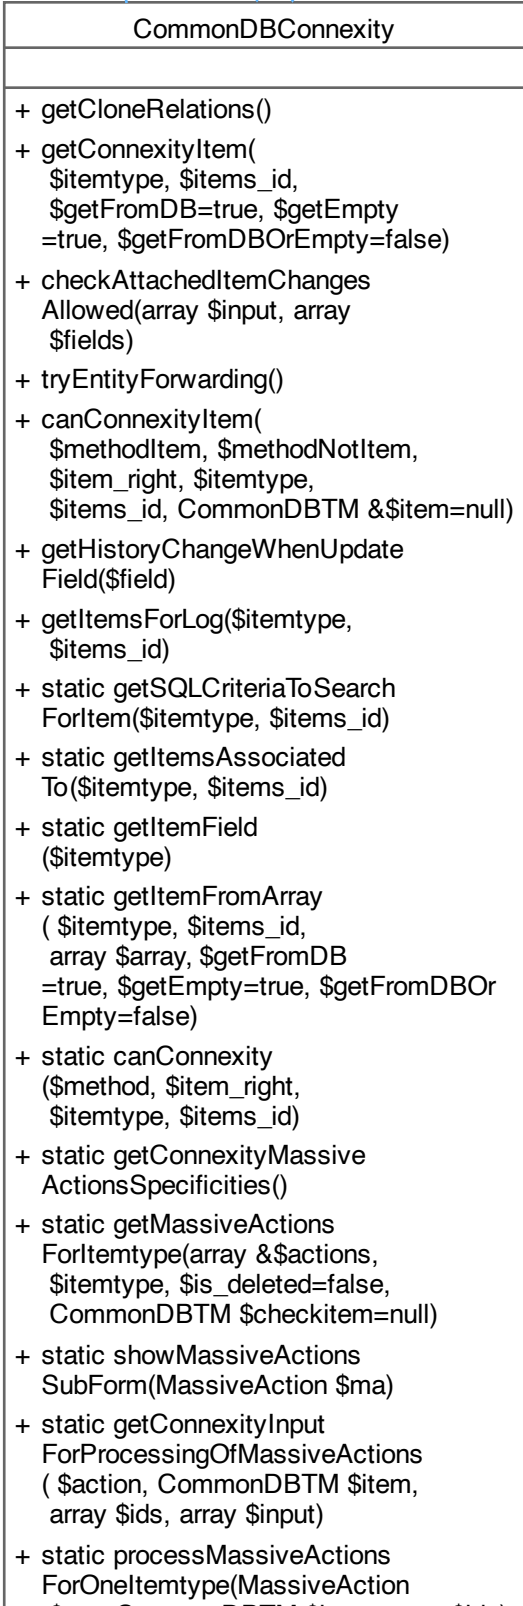 CommonDBConnexity
+ getCloneRelations()
+ getConnexityItem(
$itemtype, $items_id,
$getFromDB=true, $getEmpty
=true, $getFromDBOrEmpty=false)
+ checkAttachedItemChanges
Allowed(array $input, array
$fields)
+ tryEntityForwarding()
+ canConnexityItem(
$methodItem, $methodNotItem,
$item_right, $itemtype,
$items_id, CommonDBTM &$item=null)
+ getHistoryChangeWhenUpdate
Field($field)
+ getItemsForLog($itemtype,
$items_id)
+ static getSQLCriteriaToSearch
ForItem($itemtype, $items_id)
+ static getItemsAssociated
To($itemtype, $items_id)
+ static getItemField
($itemtype)
+ static getItemFromArray
( $itemtype, $items_id,
array $array, $getFromDB
=true, $getEmpty=true, $getFromDBOr
Empty=false)
+ static canConnexity
($method, $item_right,
$itemtype, $items_id)
+ static getConnexityMassive
ActionsSpecificities()
+ static getMassiveActions
ForItemtype(array &$actions,
$itemtype, $is_deleted=false,
CommonDBTM $checkitem=null)
+ static showMassiveActions
SubForm(MassiveAction $ma)
+ static getConnexityInput
ForProcessingOfMassiveActions
( $action, CommonDBTM $item,
array $ids, array $input)
+ static processMassiveActions
ForOneItemtype(MassiveAction